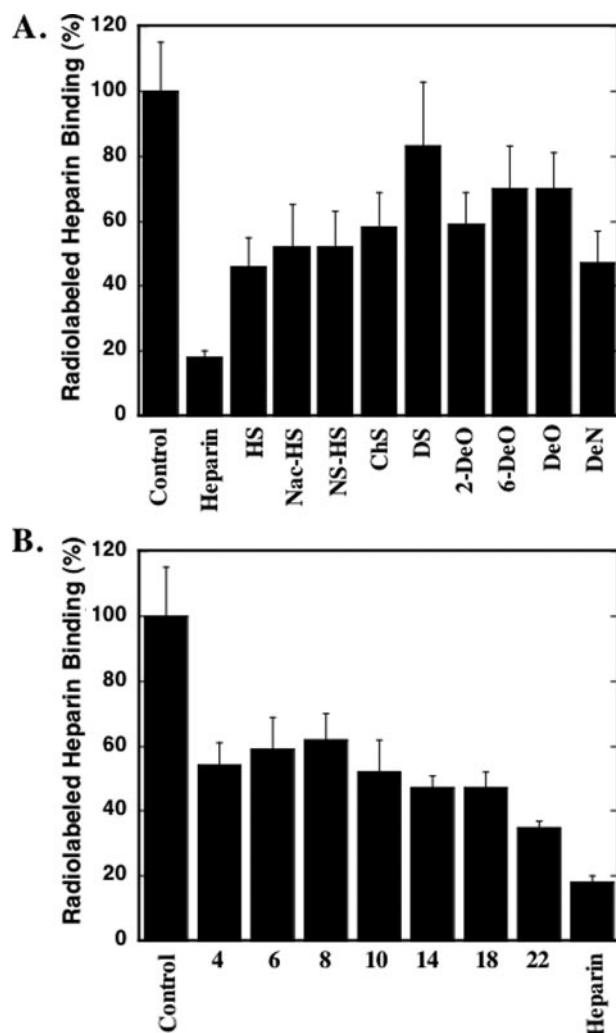 A.
Radiolabeled Heparin Binding (%)
120
100
80
60
40
20
0
Control
Heparin
HS
Nac-HS
NS-HS
ChS
DS
2-DeO
6-DeO
DeO
DeN
B.
Radiolabeled Heparin Binding (%)
120
100
80
60
40
20
0
Control
4
6
8
10
14
18
22
Heparin